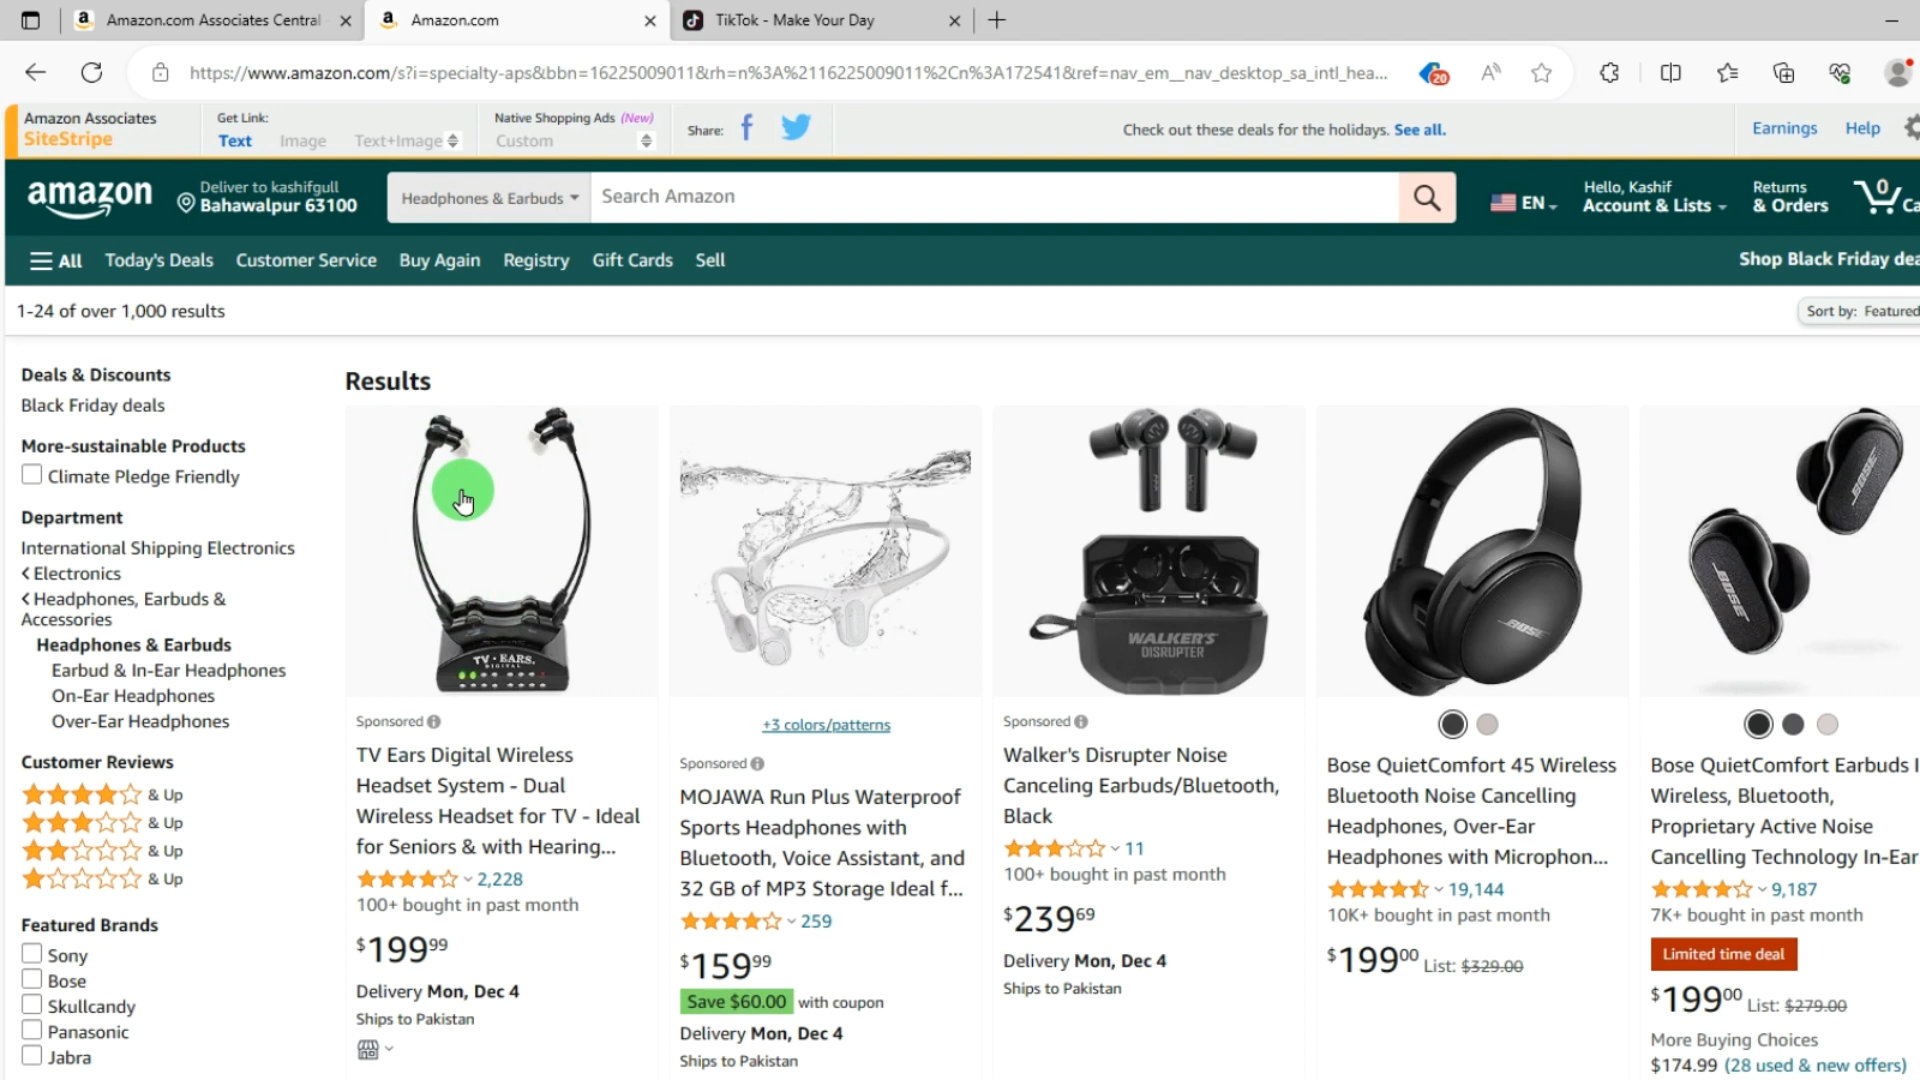 Amazon.com Associates Central
Amazon.com
TikTok - Make Your Day
https://www.amazon.com/s?i=specialty-aps&bbn=16225009011&rh=n%3A%2116225009011%2Cn%3A172541&ref=nav_em__nav_desktop_sa_intl_hea...
20
Amazon Associates
SiteStripe
Get Link:
Text Image Text+Image
Native Shopping Ads (New)
Custom
Share:
Check out these deals for the holidays. See all.
Earnings Help
amazon
Deliver to kashifgull
Bahawalpur 63100
Headphones & Earbuds
Search Amazon
EN
Hello, Kashif
Account & Lists
Returns
& Orders
0
Ca
All Today's Deals Customer Service Buy Again Registry Gift Cards Sell
Shop Black Friday dea
1-24 of over 1,000 results
Sort by: Featured
Deals & Discounts
Black Friday deals
More-sustainable Products
Climate Pledge Friendly
Department
International Shipping Electronics
Electronics
Headphones, Earbuds &
Accessories
Headphones & Earbuds
Earbud & In-Ear Headphones
On-Ear Headphones
Over-Ear Headphones
Customer Reviews
& Up
& Up
& Up
& Up
Featured Brands
Sony
Bose
Skullcandy
Panasonic
Jabra
Results
TV·EARS
DIGITAL
Sponsored
TV Ears Digital Wireless
Headset System - Dual
Wireless Headset for TV - Ideal
for Seniors & with Hearing...
2,228
100+ bought in past month
$199 99
Delivery Mon, Dec 4
Ships to Pakistan
+3 colors/patterns
Sponsored
MOJAWA Run Plus Waterproof
Sports Headphones with
Bluetooth, Voice Assistant, and
32 GB of MP3 Storage Ideal f...
259
$159 99
Save $60.00 with coupon
Delivery Mon, Dec 4
Ships to Pakistan
WALKER'S
DISRUPTER
Sponsored
Walker's Disrupter Noise
Canceling Earbuds/Bluetooth,
Black
11
100+ bought in past month
$239 69
Delivery Mon, Dec 4
Ships to Pakistan
BOSE
Bose QuietComfort 45 Wireless
Bluetooth Noise Cancelling
Headphones, Over-Ear
Headphones with Microphon...
19,144
10K+ bought in past month
$199 00 List: $329.00
BOSE
BOSE
Bose QuietComfort Earbuds I
Wireless, Bluetooth,
Proprietary Active Noise
Cancelling Technology In-Ear
9,187
7K+ bought in past month
Limited time deal
$199 00 List: $279.00
More Buying Choices
$174.99 (28 used & new offers)